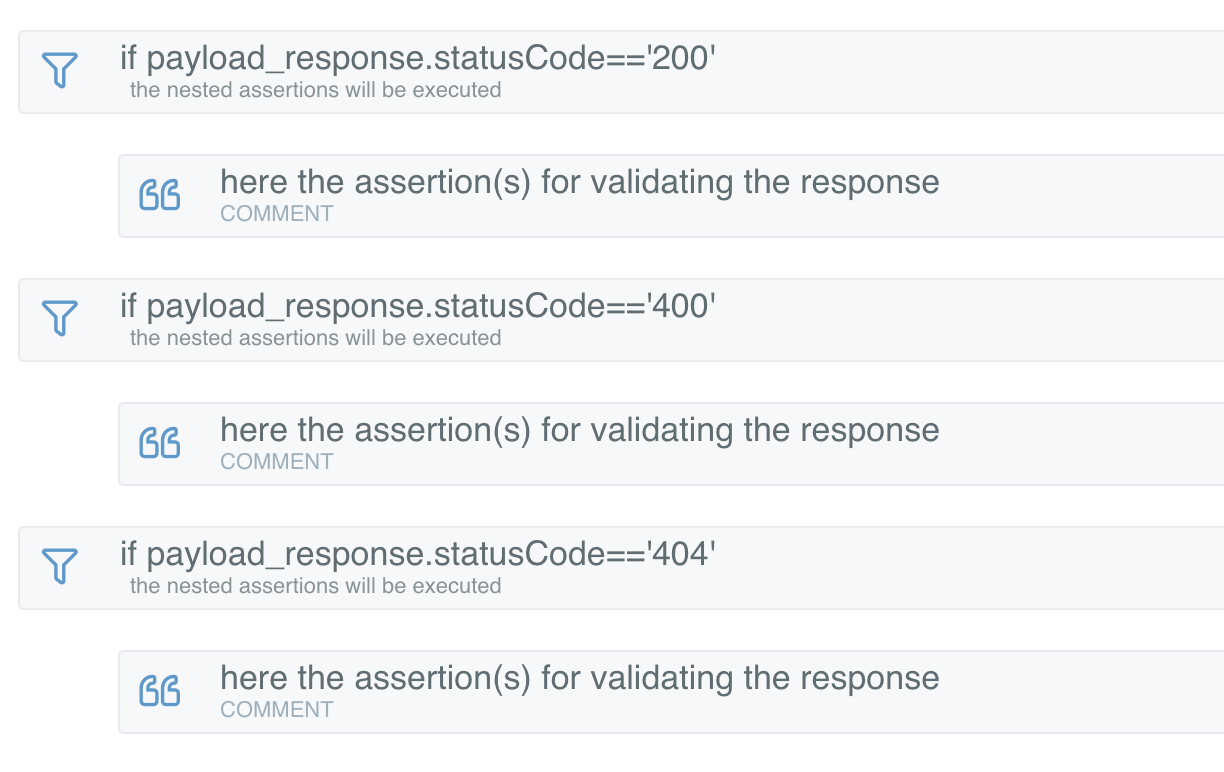 if payload_response.statusCode=='200'
the nested assertions will be executed
here the assertion(s) for validating the response
COMMENT
if payload_response.statusCode=='400'
the nested assertions will be executed
here the assertion(s) for validating the response
COMMENT
if payload_response.statusCode=='404'
the nested assertions will be executed
here the assertion(s) for validating the response
COMMENT